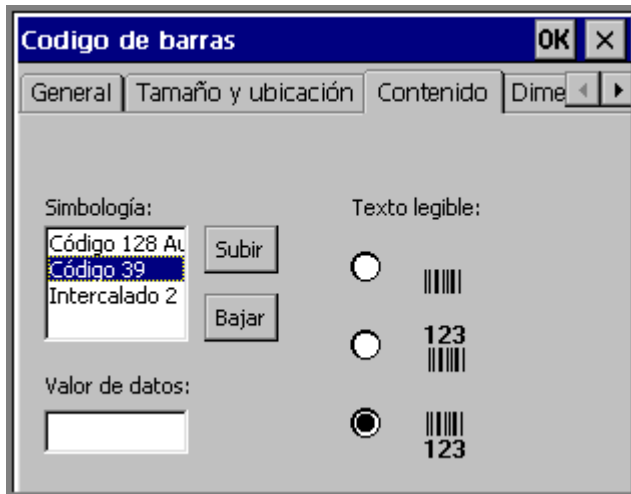 Codigo de barras OK
General Tamaño y ubicación Contenido Dime
Simbología: Texto legible:
Código 128 Au Subir
Código 39
Intercalado 2 Bajar
123
Valor de datos:
123